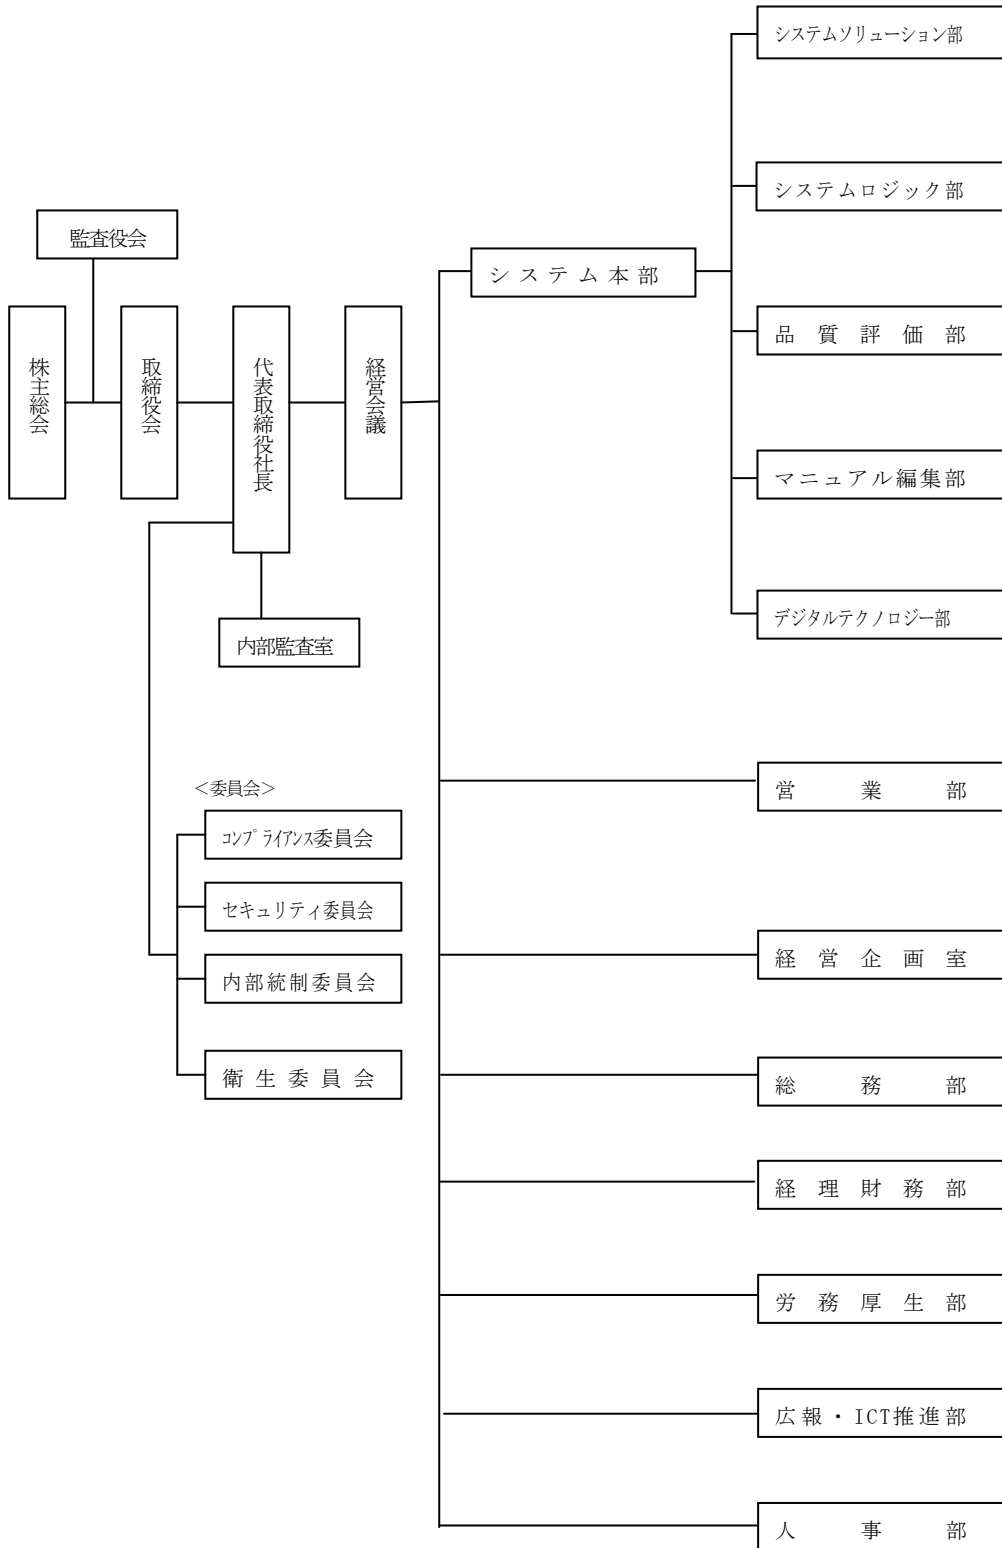 監査役会
株主総会
取締役会
代表取締役社長
経営会議
内部監査室
＜委員会＞
コンプライアンス委員会
セキュリティ委員会
内部統制委員会
衛生委員会
システム本部
システムソリューション部
システムロジック部
品質評価部
マニュアル編集部
デジタルテクノロジー部
営業部
経営企画室
総務部
経理財務部
労務厚生部
広報・ICT推進部
人事部